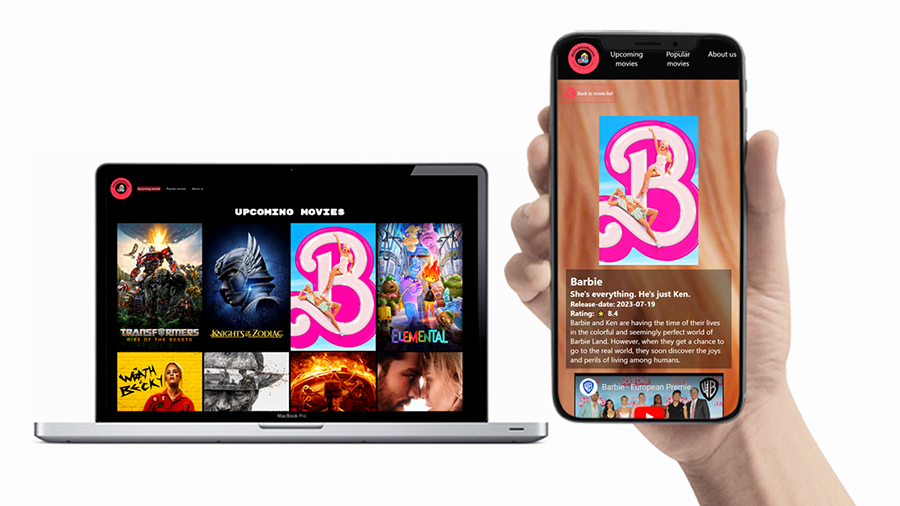 Upcoming movies
Popular movies
About us
UPCOMING MOVIES
TRANSFORMERS
RISE OF THE BEASTS
KNIGHTS OF THE ZODIAC
B
ELEMENTAL
WRATH
BECKY
MacBook Pro
Upcoming
movies
Popular
movies
About us
Back to movie list
B
Barbie
She's everything. He's just Ken.
Release-date: 2023-07-19
Rating: ★ 8.4
Barbie and Ken are having the time of their lives
in the colorful and seemingly perfect world of
Barbie Land. However, when they get a chance to
go to the real world, they soon discover the joys
and perils of living among humans.
Barbie - European Premie